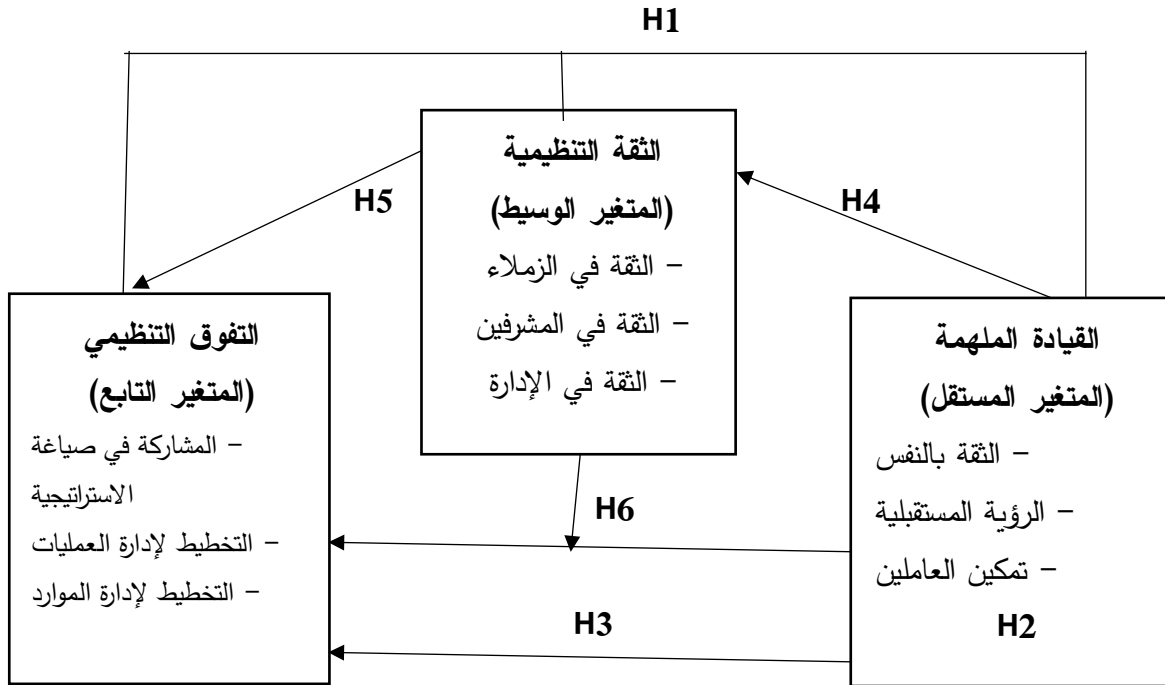 H1
الثقة التنظيمية
(المتغير الوسيط)
– الثقة في الزملاء
– الثقة في المشرفين
– الثقة في الإدارة
H4
H5
القيادة الملهمة
(المتغير المستقل)
– الثقة بالنفس
– الرؤية المستقبلية
– تمكين العاملين
H2
التفوق التنظيمي
(المتغير التابع)
– المشاركة في صياغة
الاستراتيجية
– التخطيط لإدارة العمليات
– التخطيط لإدارة الموارد
H6
H3